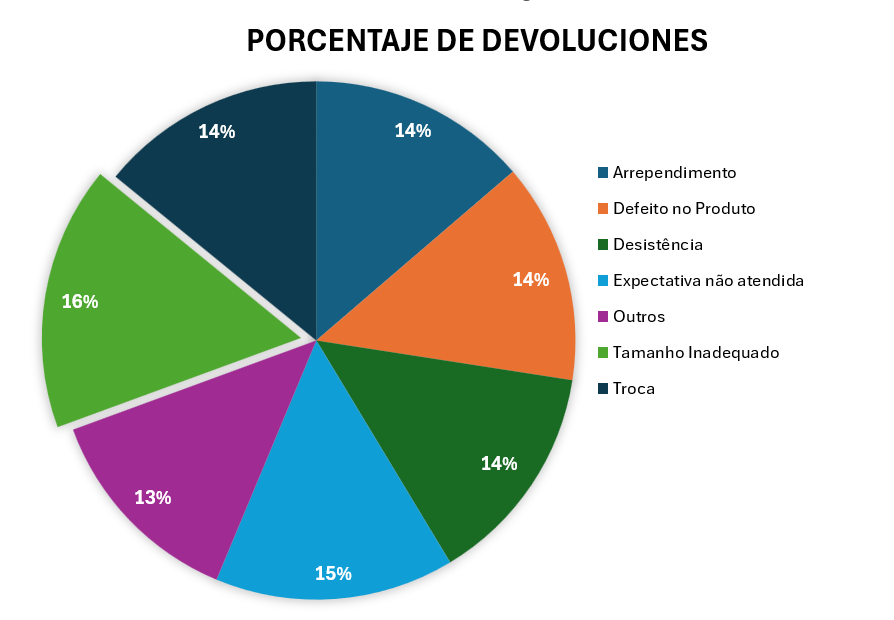 PORCENTAJE DE DEVOLUCIONES
14%
14%
Arrependimento
Defeito no Produto
Desistência
14%
Expectativa não atendida
16%
Outros
Tamanho Inadequado
Troca
14%
13%
15%